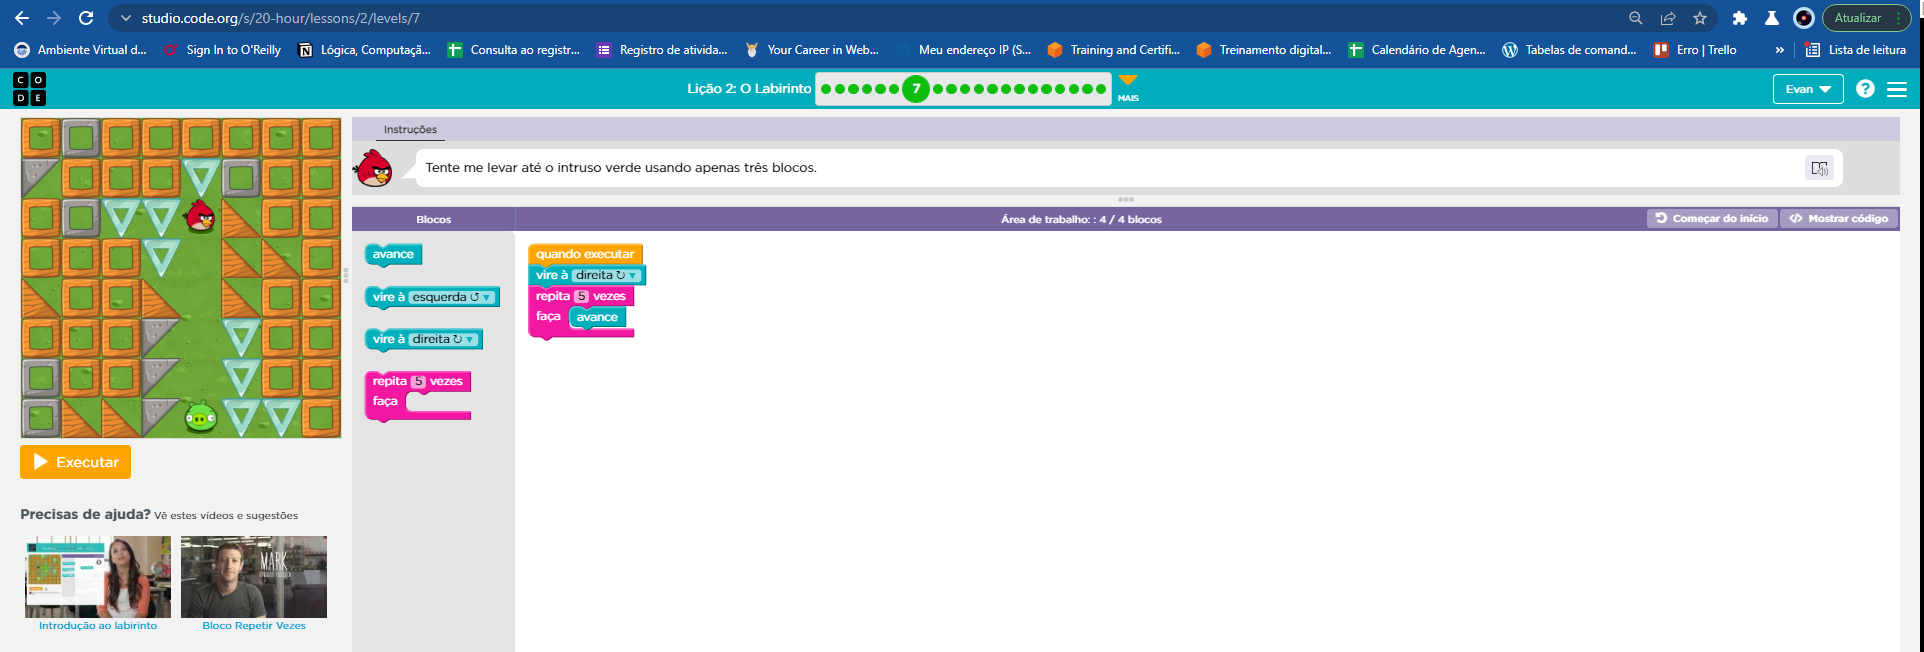 studio.code.org/s/20-hour/lessons/2/levels/7
Atualizar
Ambiente Virtual d...
Sign In to O'Reilly
Lógica, Computaçã...
Consulta ao registr...
Registro de ativida...
Your Career in Web...
Meu endereço IP (S...
Training and Certifi...
Treinamento digital...
Calendário de Agen...
Tabelas de comand...
Erro | Trello
»
Lista de leitura
C O
D E
Lição 2: O Labirinto
7
MAIS
Evan
?
Instruções
Tente me levar até o intruso verde usando apenas três blocos.
Blocos
Área de trabalho: : 4 / 4 blocos
Começar do início
</> Mostrar código
avance
vire à esquerda ↺ ▼
vire à direita ↻ ▼
repita 5 vezes
faça
quando executar
vire à direita ↻ ▼
repita 5 vezes
faça avance
Executar
Precisas de ajuda? Vê estes vídeos e sugestões
MARK
Introdução ao labirinto
Bloco Repetir Vezes